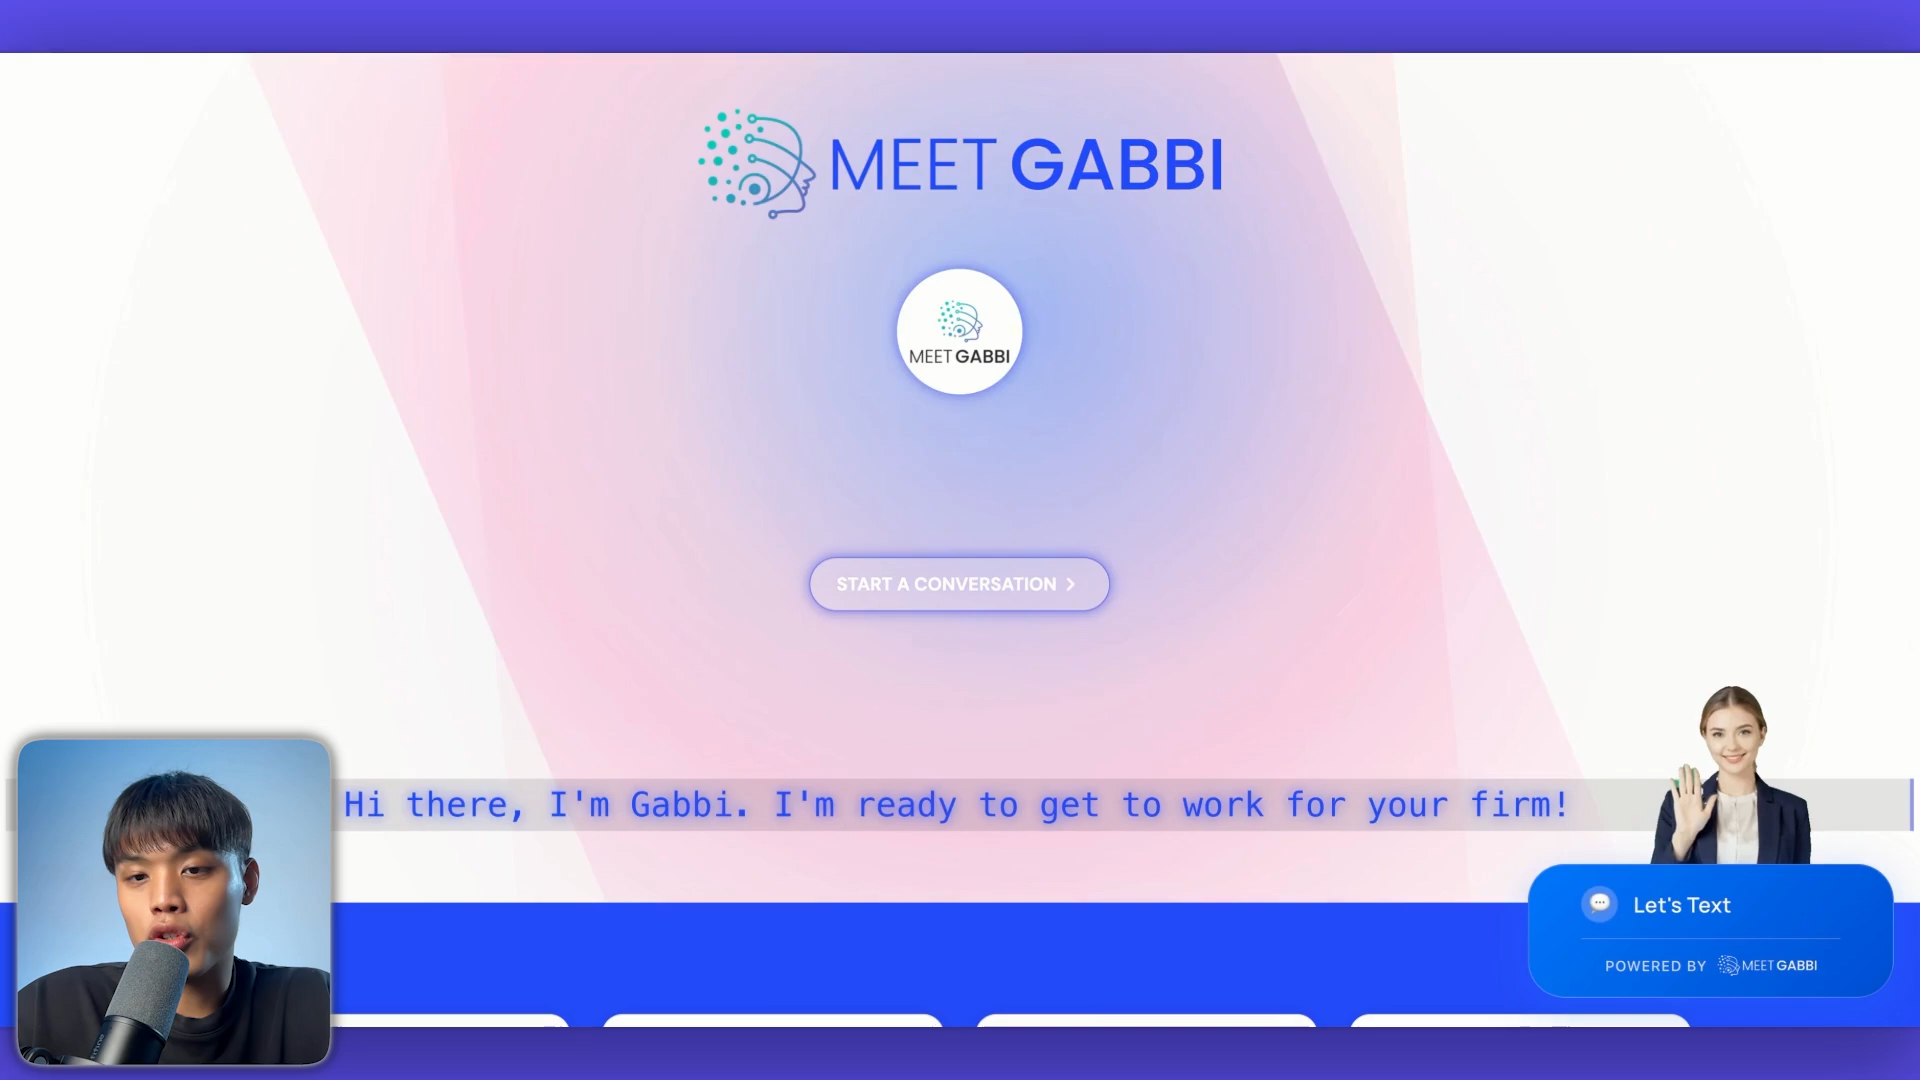 MEET GABBI
MEET GABBI
START A CONVERSATION
Hi there, I'm Gabbi. I'm ready to get to work for your firm!
Let's Text
POWERED BY MEET GABBI